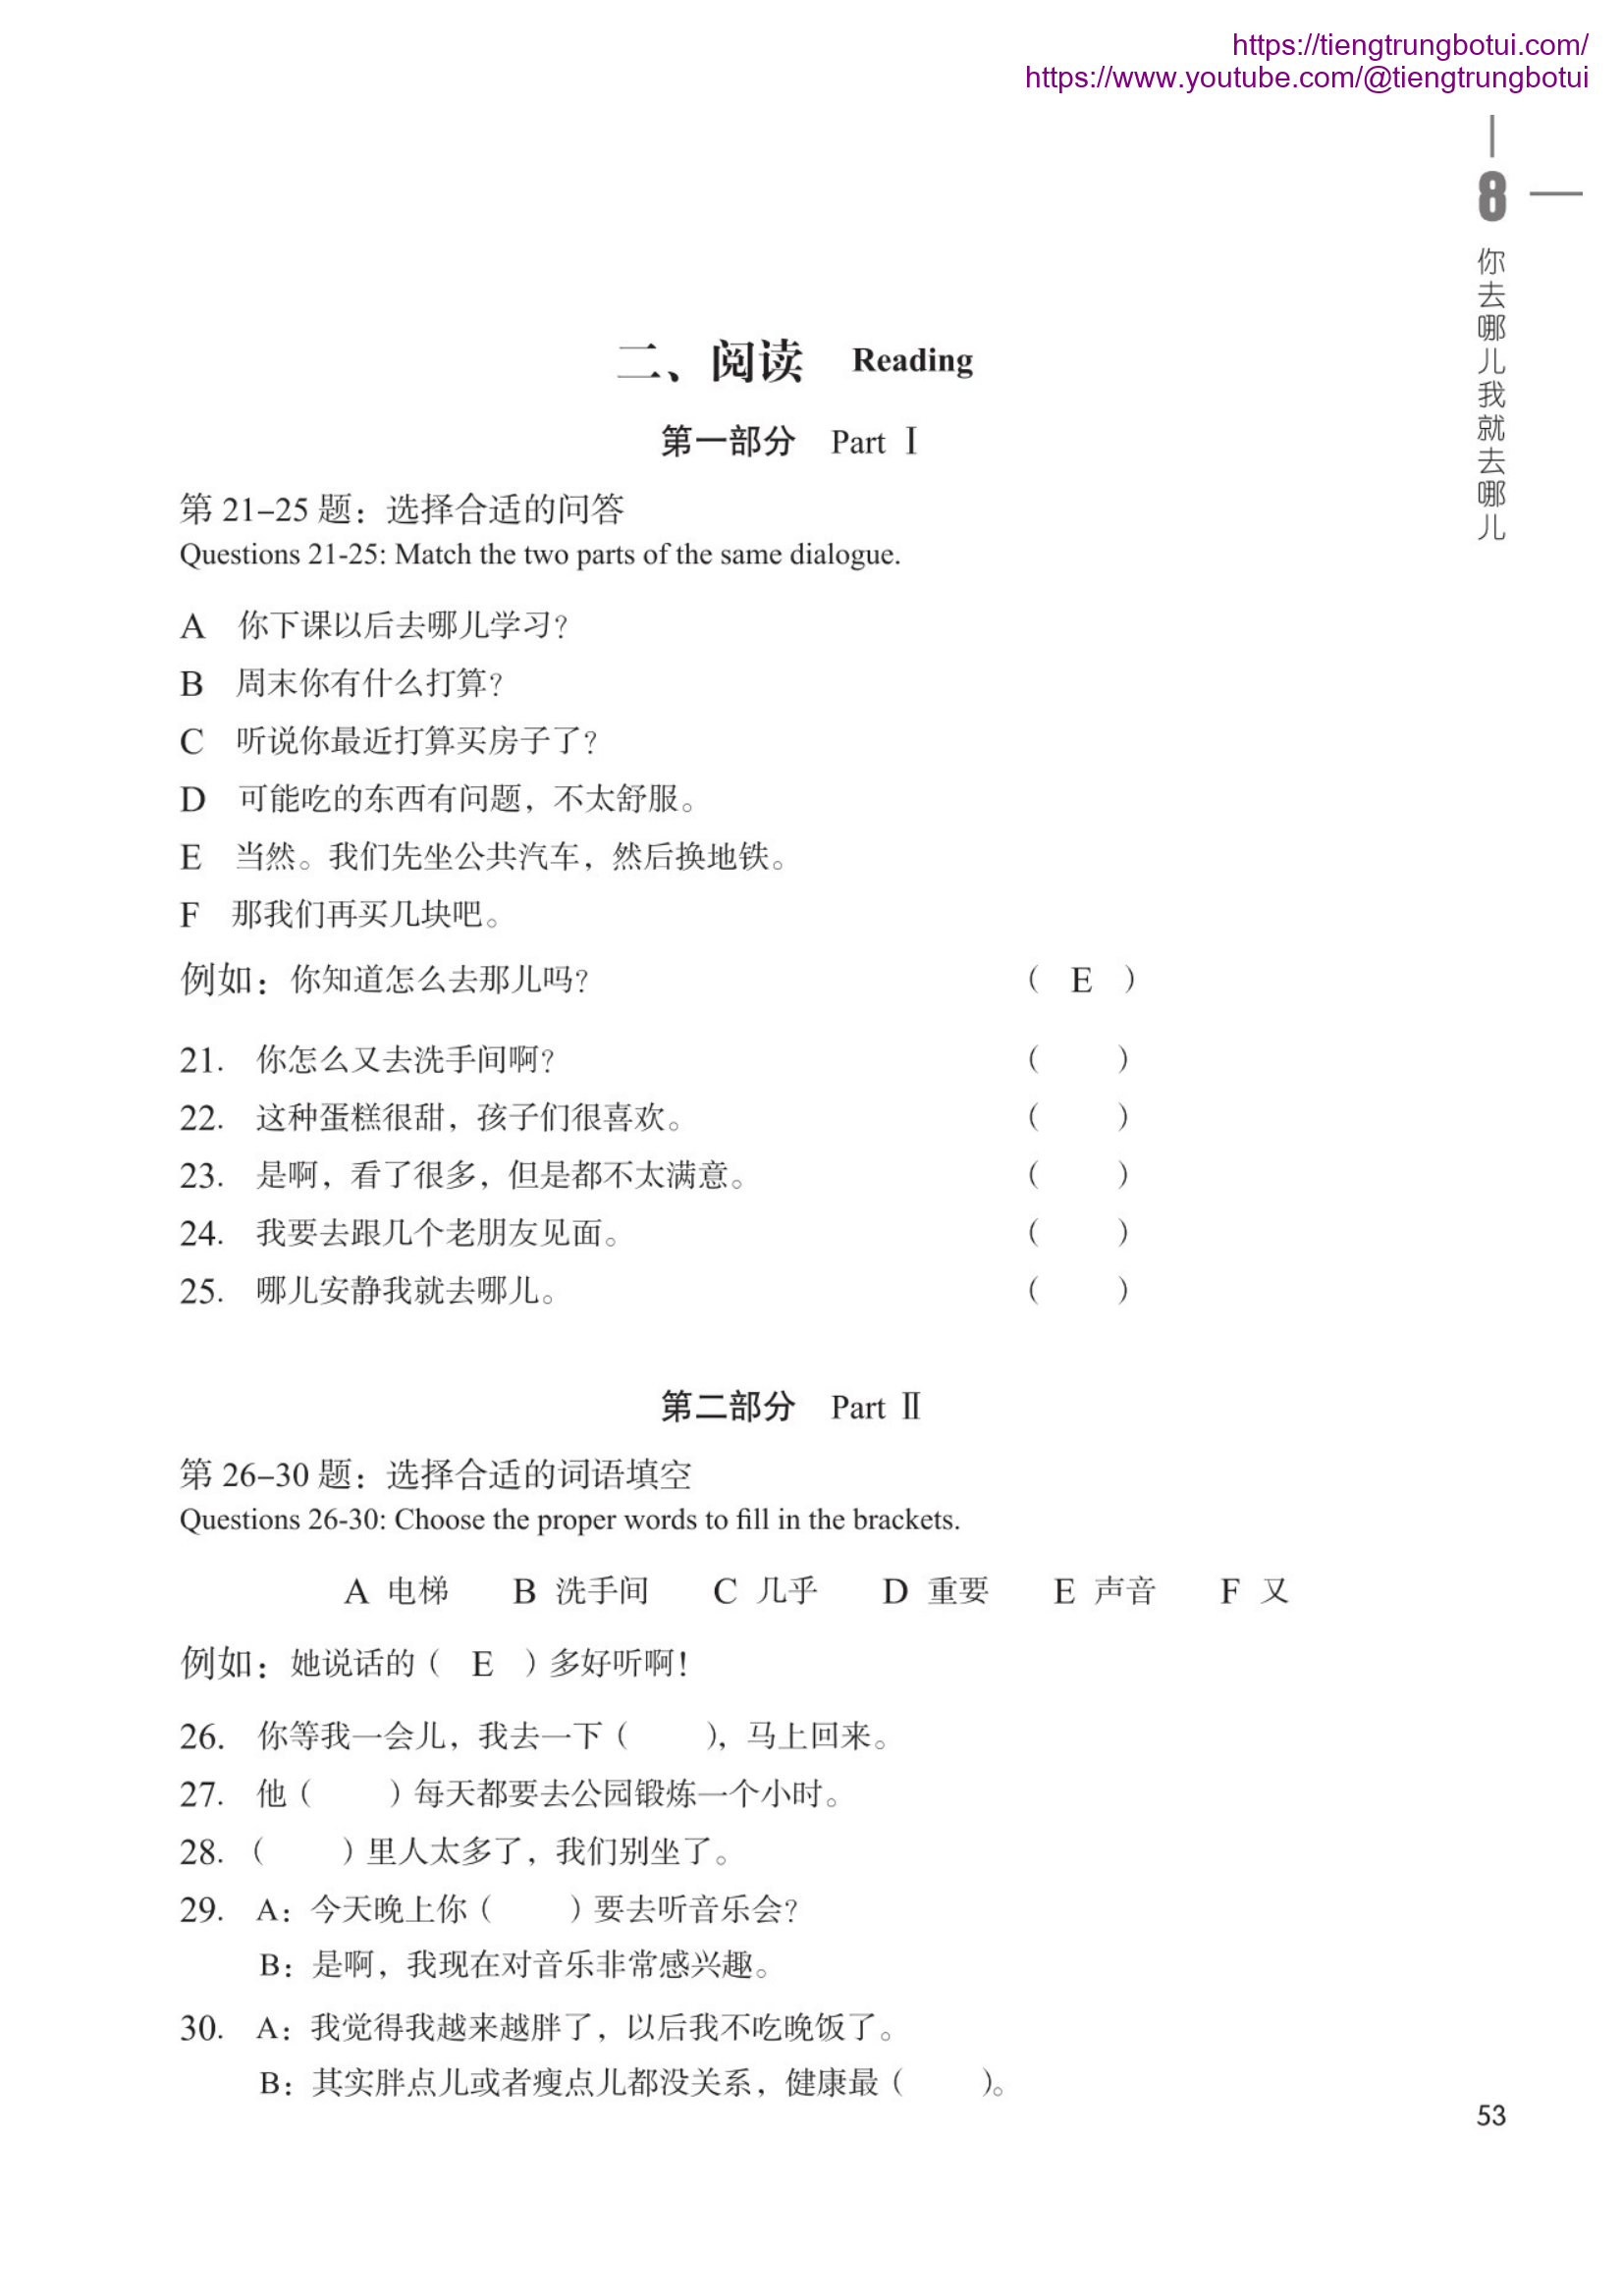 https://tiengtrungbotui.com/
https://www.youtube.com/@tiengtrungbotui
8
你去哪儿我就去哪儿
二、阅读 Reading
第一部分 Part Ⅰ
第 21–25 题：选择合适的问答
Questions 21-25: Match the two parts of the same dialogue.
A 你下课以后去哪儿学习？
B 周末你有什么打算？
C 听说你最近打算买房子了？
D 可能吃的东西有问题，不太舒服。
E 当然。我们先坐公共汽车，然后换地铁。
F 那我们再买几块吧。
例如：你知道怎么去那儿吗？ （ E ）
21. 你怎么又去洗手间啊？ （ ）
22. 这种蛋糕很甜，孩子们很喜欢。 （ ）
23. 是啊，看了很多，但是都不太满意。 （ ）
24. 我要去跟几个老朋友见面。 （ ）
25. 哪儿安静我就去哪儿。 （ ）
第二部分 Part Ⅱ
第 26–30 题：选择合适的词语填空
Questions 26-30: Choose the proper words to fill in the brackets.
A 电梯 B 洗手间 C 几乎 D 重要 E 声音 F 又
例如：她说话的（ E ）多好听啊！
26. 你等我一会儿，我去一下（ ），马上回来。
27. 他（ ）每天都要去公园锻炼一个小时。
28. （ ）里人太多了，我们别坐了。
29. A：今天晚上你（ ）要去听音乐会？
B：是啊，我现在对音乐非常感兴趣。
30. A：我觉得我越来越胖了，以后我不吃晚饭了。
B：其实胖点儿或者瘦点儿都没关系，健康最（ ）。
53